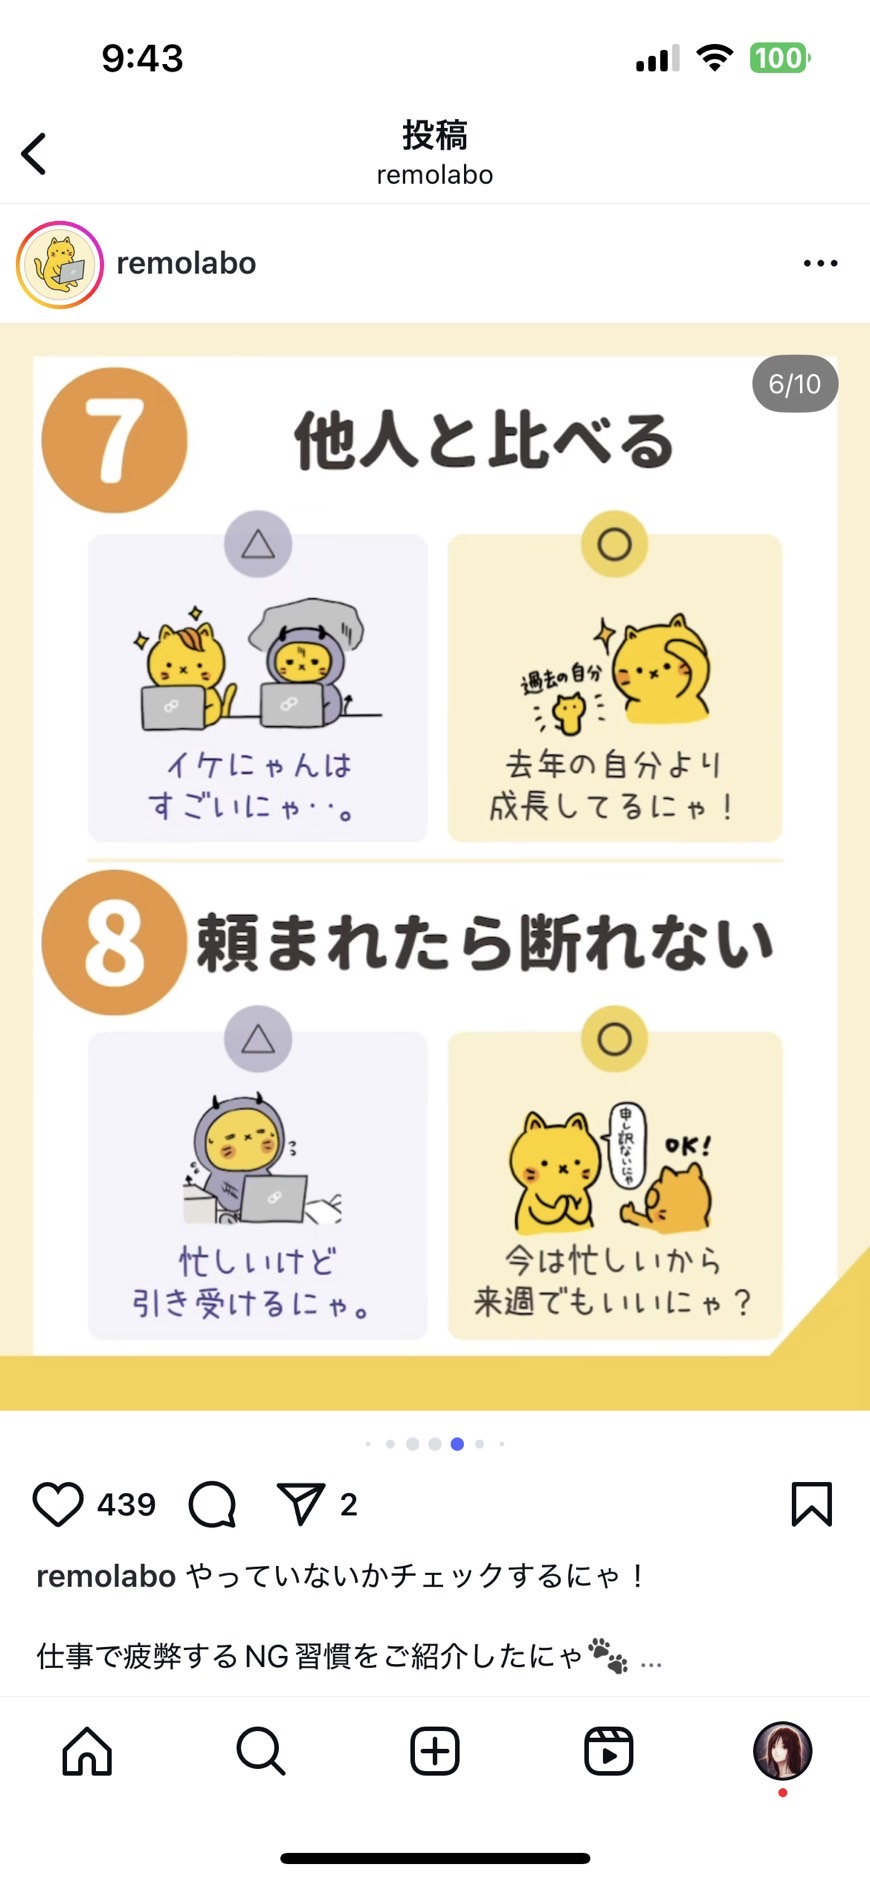 9:43
100
投稿
remolabo
remolabo
6/10
7
他人と比べる
△
○
過去の自分
イケにゃんは
すごいにゃ・・。
去年の自分より
成長してるにゃ！
8
頼まれたら断れない
△
○
申し訳ないにゃ
OK!
忙しいけど
引き受けるにゃ。
今は忙しいから
来週でもいいにゃ？
439
2
remolabo やっていないかチェックするにゃ！
仕事で疲弊するNG習慣をご紹介したにゃ🐾 ...